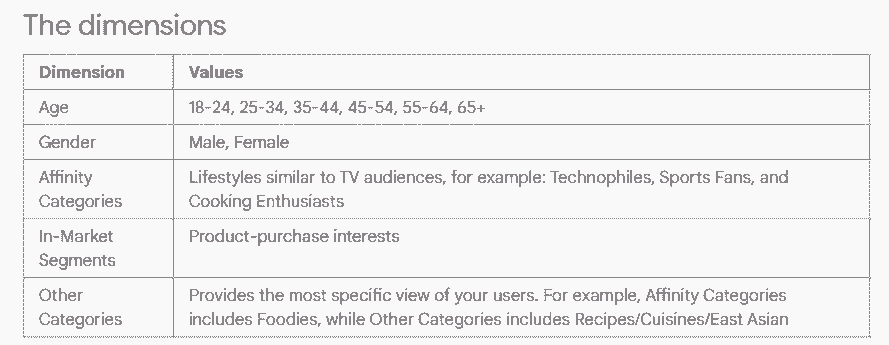 The dimensions
Dimension Values
Age 18-24, 25-34, 35-44, 45-54, 55-64, 65+
Gender Male, Female
Affinity Lifestyles similar to TV audiences, for example: Technophiles, Sports Fans, and
Categories Cooking Enthusiasts
In-Market Product-purchase interests
Segments
Other Provides the most specific view of your users. For example, Affinity Categories
Categories includes Foodies, while Other Categories includes Recipes/Cuisines/East Asian